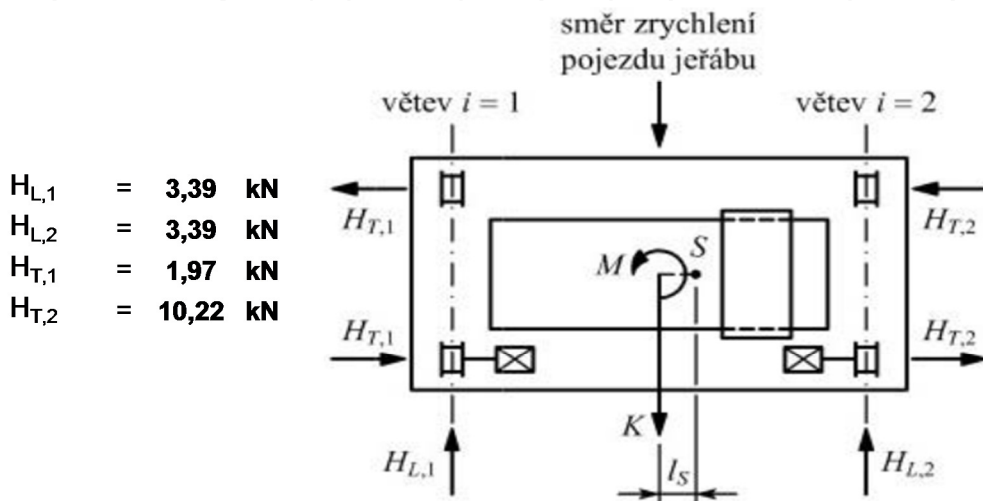 směr zrychlení
pojezdu jeřábu
větev i = 1
větev i = 2
H_L,1 = 3,39 kN
H_L,2 = 3,39 kN
H_T,1 = 1,97 kN
H_T,2 = 10,22 kN
H_T,1
H_T,2
M
S
H_T,1
H_T,2
K
H_L,1
l_S
H_L,2